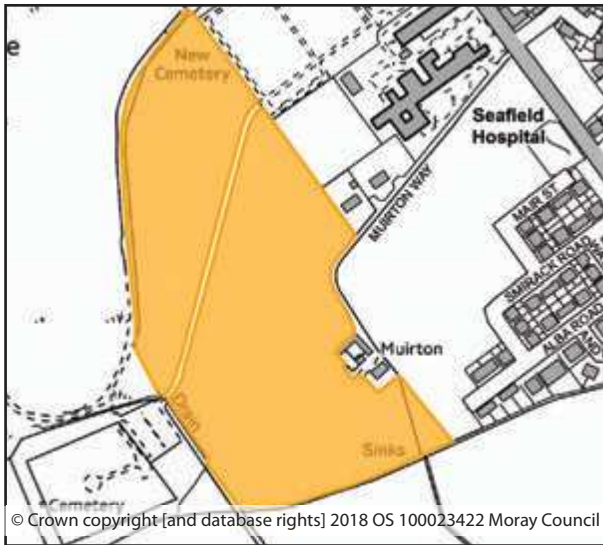 e
New
Cemetery
Seafield
Hospital
MUIRTON WAY
MAIR ST
SMIRACK ROAD
ALBA ROAD
Muirton
Drain
Sinks
Cemetery
© Crown copyright [and database rights] 2018 OS 100023422 Moray Council